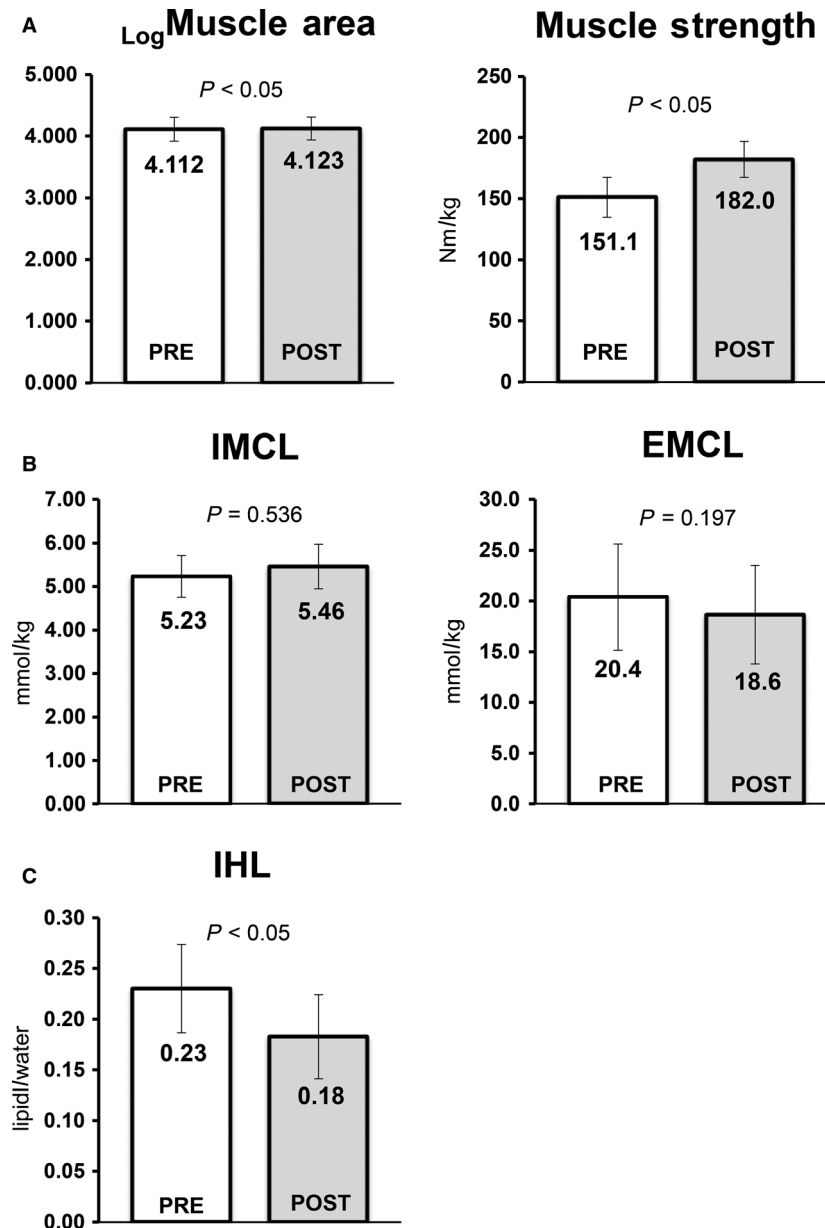 A
Log Muscle area
5.000
4.000
3.000
2.000
1.000
0.000
P < 0.05
4.112
4.123
PRE
POST
Muscle strength
Nm/kg
250
200
150
100
50
0
P < 0.05
151.1
182.0
PRE
POST
B
IMCL
mmol/kg
7.00
6.00
5.00
4.00
3.00
2.00
1.00
0.00
P = 0.536
5.23
5.46
PRE
POST
EMCL
mmol/kg
30.0
25.0
20.0
15.0
10.0
5.0
0.0
P = 0.197
20.4
18.6
PRE
POST
C
IHL
lipidl/water
0.30
0.25
0.20
0.15
0.10
0.05
0.00
P < 0.05
0.23
0.18
PRE
POST